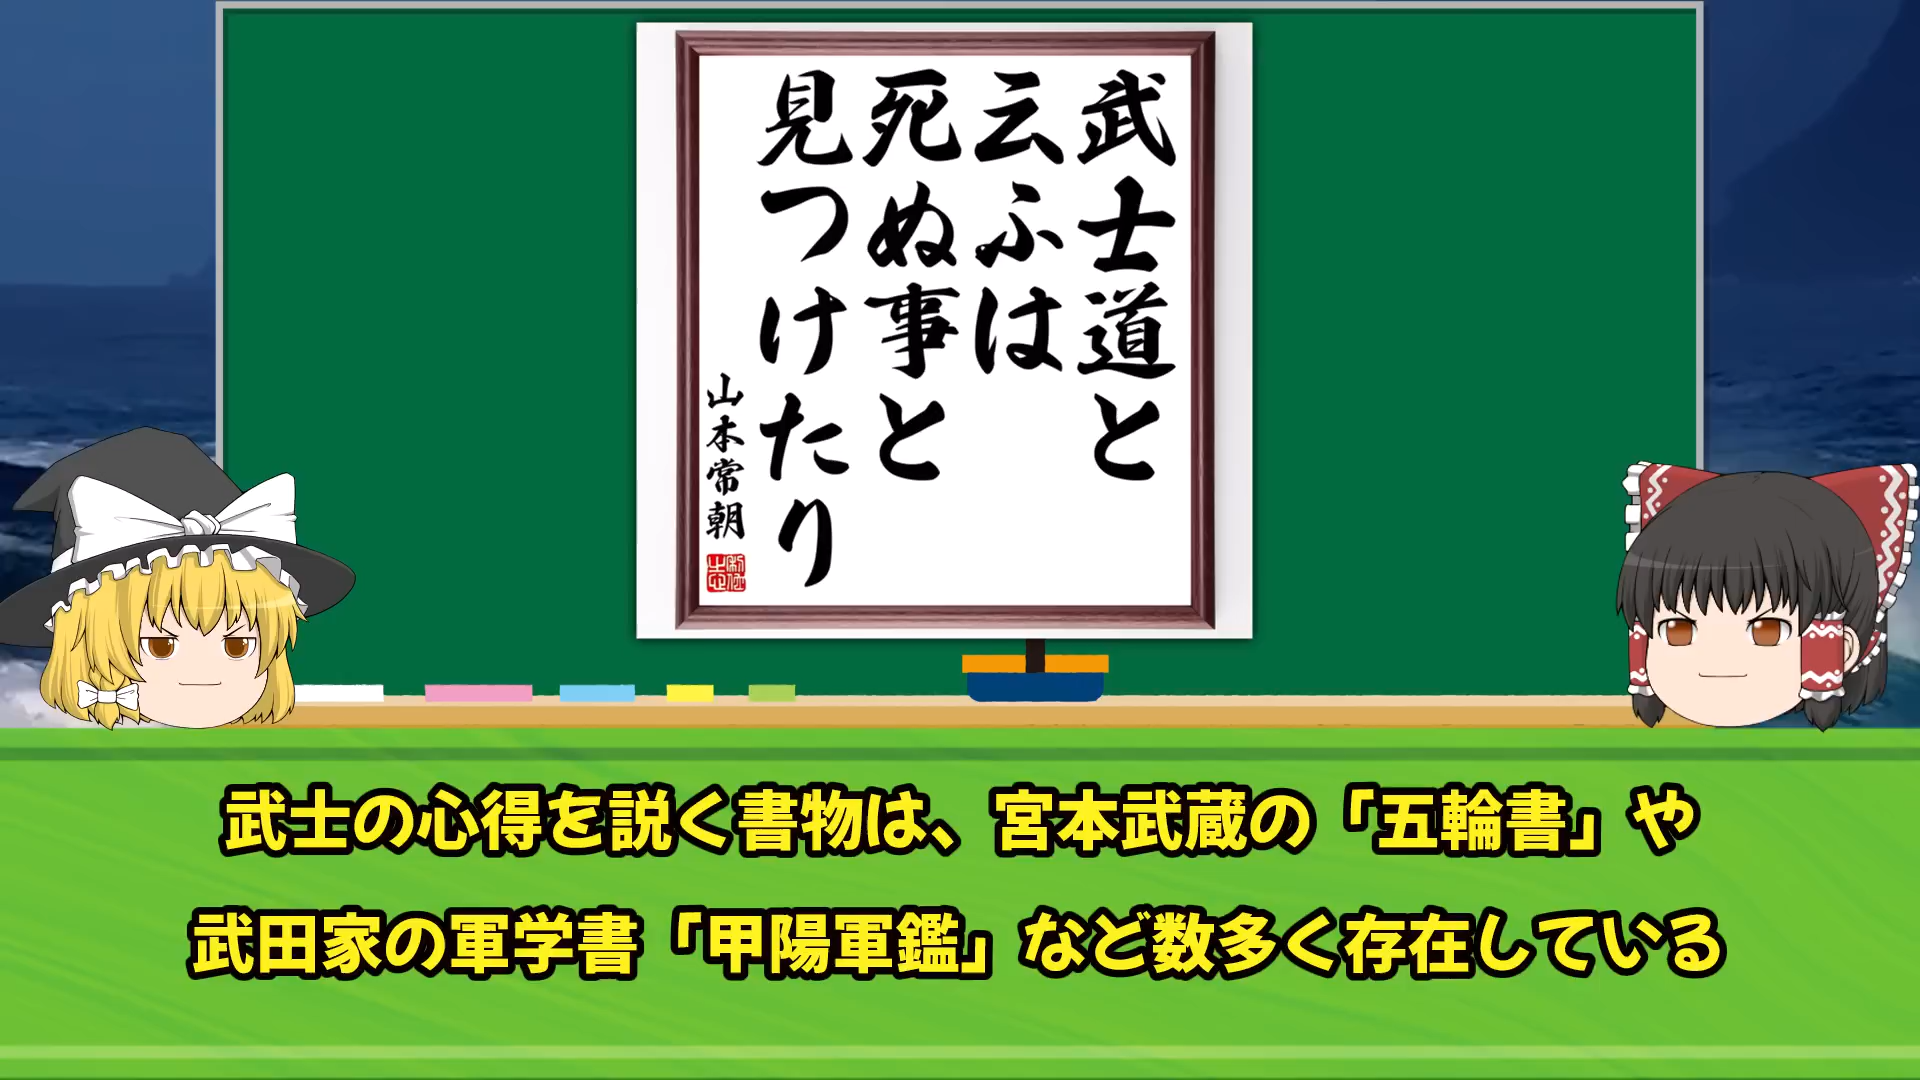 武士道と
云ふは
死ぬ事と
見つけたり
山本常朝
武士の心得を説く書物は、宮本武蔵の「五輪書」や
武田家の軍学書「甲陽軍鑑」など数多く存在している